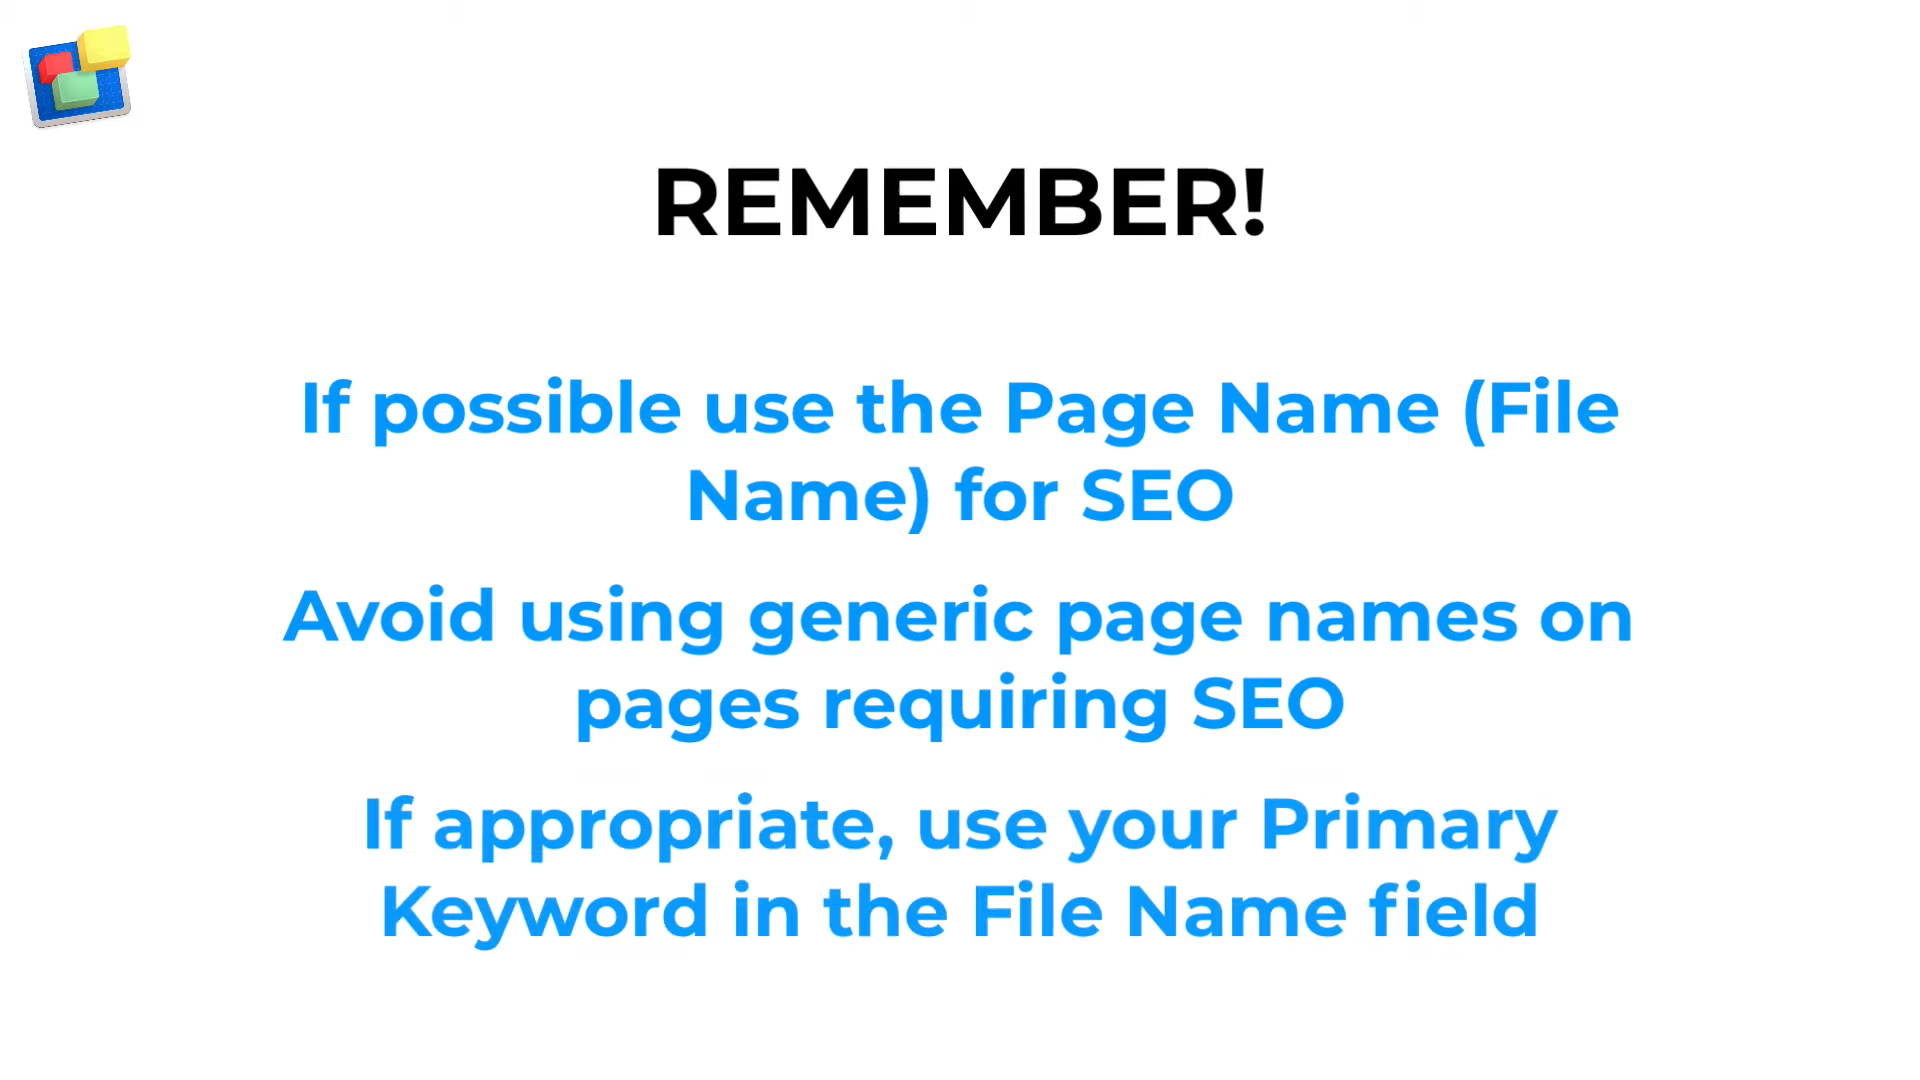 REMEMBER!
If possible use the Page Name (File
Name) for SEO
Avoid using generic page names on
pages requiring SEO
If appropriate, use your Primary
Keyword in the File Name field